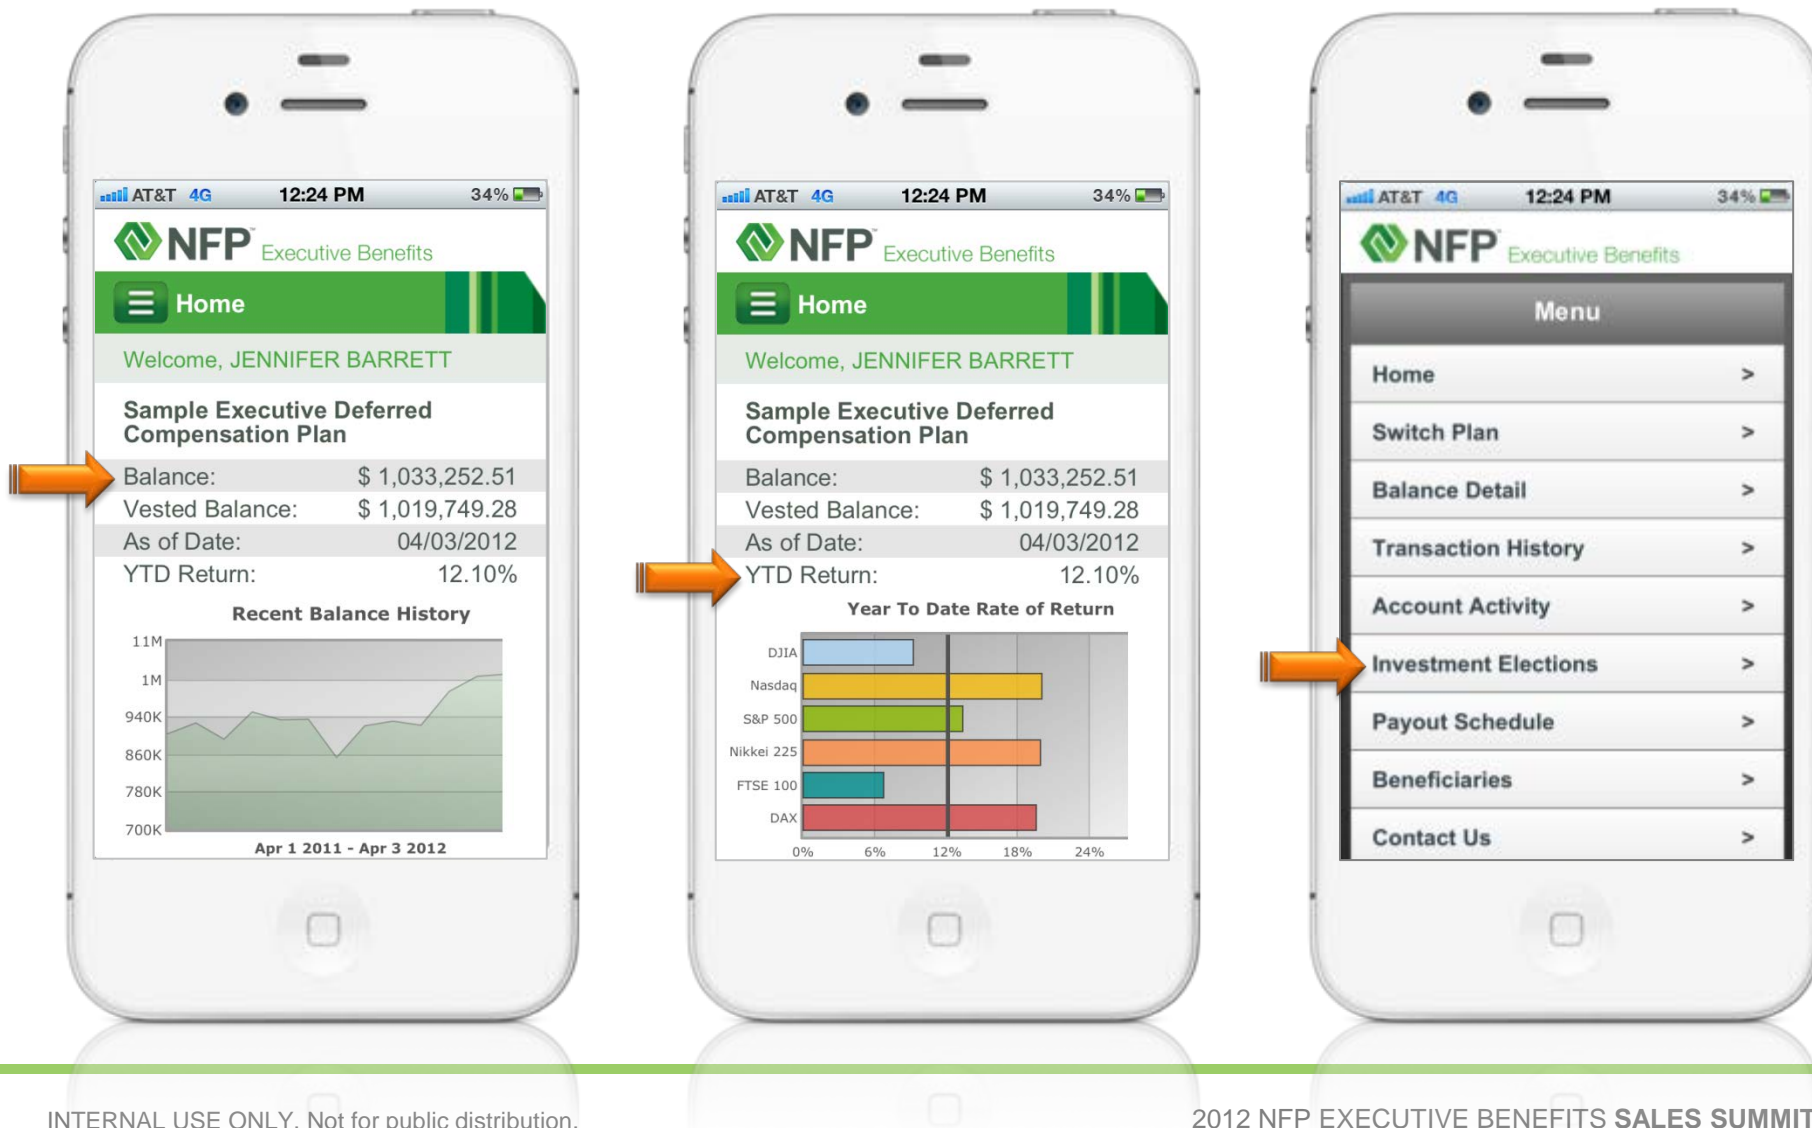 AT&T 4G 12:24 PM 34%
NFP™ Executive Benefits
Home
Welcome, JENNIFER BARRETT
Sample Executive Deferred
Compensation Plan
Balance: $ 1,033,252.51
Vested Balance: $ 1,019,749.28
As of Date: 04/03/2012
YTD Return: 12.10%
Recent Balance History
11M
1M
940K
860K
780K
700K
Apr 1 2011 - Apr 3 2012
AT&T 4G 12:24 PM 34%
NFP™ Executive Benefits
Home
Welcome, JENNIFER BARRETT
Sample Executive Deferred
Compensation Plan
Balance: $ 1,033,252.51
Vested Balance: $ 1,019,749.28
As of Date: 04/03/2012
YTD Return: 12.10%
Year To Date Rate of Return
DJIA
Nasdaq
S&P 500
Nikkei 225
FTSE 100
DAX
0% 6% 12% 18% 24%
AT&T 4G 12:24 PM 34%
NFP™ Executive Benefits
Menu
Home >
Switch Plan >
Balance Detail >
Transaction History >
Account Activity >
Investment Elections >
Payout Schedule >
Beneficiaries >
Contact Us >
INTERNAL USE ONLY. Not for public distribution.
2012 NFP EXECUTIVE BENEFITS SALES SUMMIT